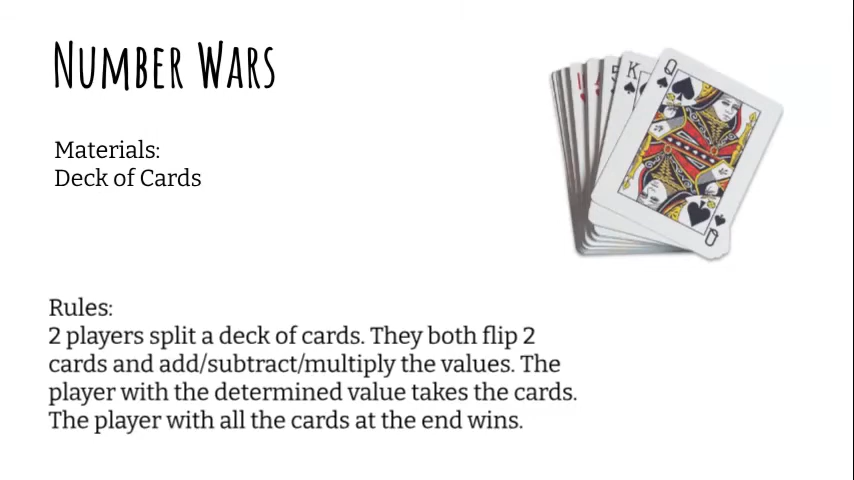 Number Wars
Materials:
Deck of Cards
Q
K
5
Q
Rules:
2 players split a deck of cards. They both flip 2
cards and add/subtract/multiply the values. The
player with the determined value takes the cards.
The player with all the cards at the end wins.